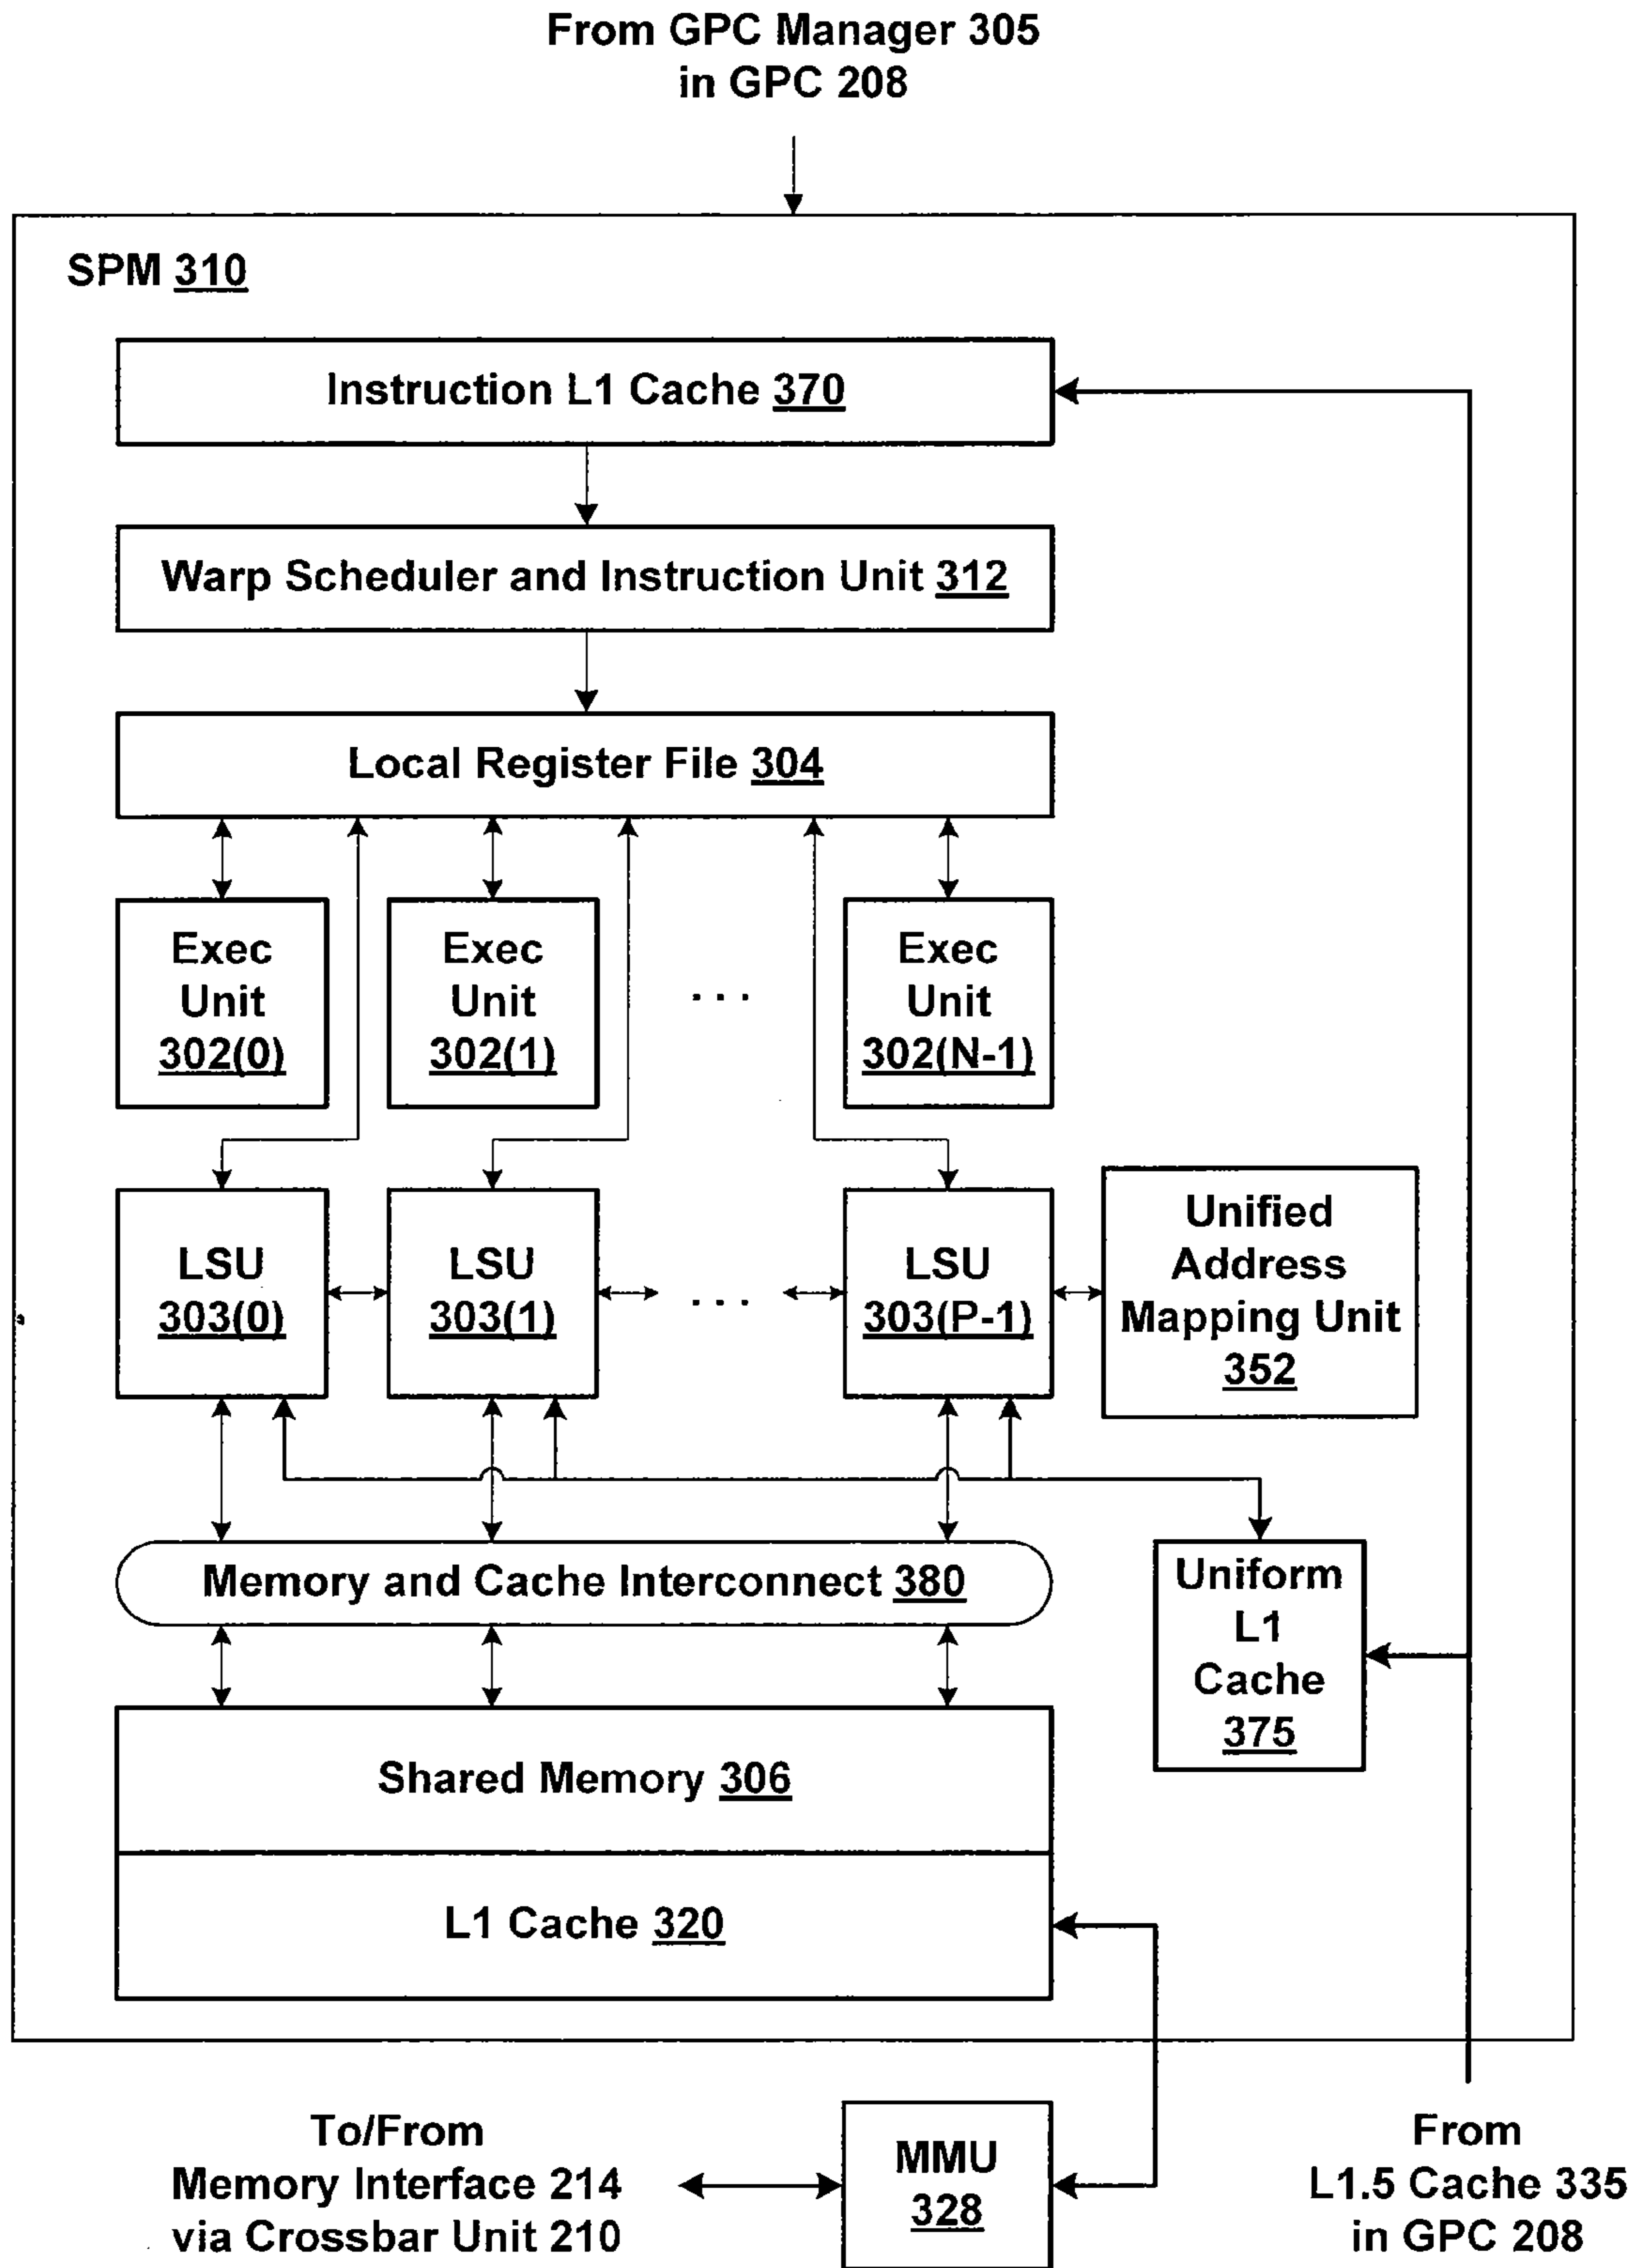 From GPC Manager 305
in GPC 208
SPM 310
Instruction L1 Cache 370
Warp Scheduler and Instruction Unit 312
Local Register File 304
Exec
Unit
302(0)
Exec
Unit
302(1)
. . .
Exec
Unit
302(N-1)
LSU
303(0)
LSU
303(1)
. . .
LSU
303(P-1)
Unified
Address
Mapping Unit
352
Memory and Cache Interconnect 380
Uniform
L1
Cache
375
Shared Memory 306
L1 Cache 320
To/From
Memory Interface 214
via Crossbar Unit 210
MMU
328
From
L1.5 Cache 335
in GPC 208